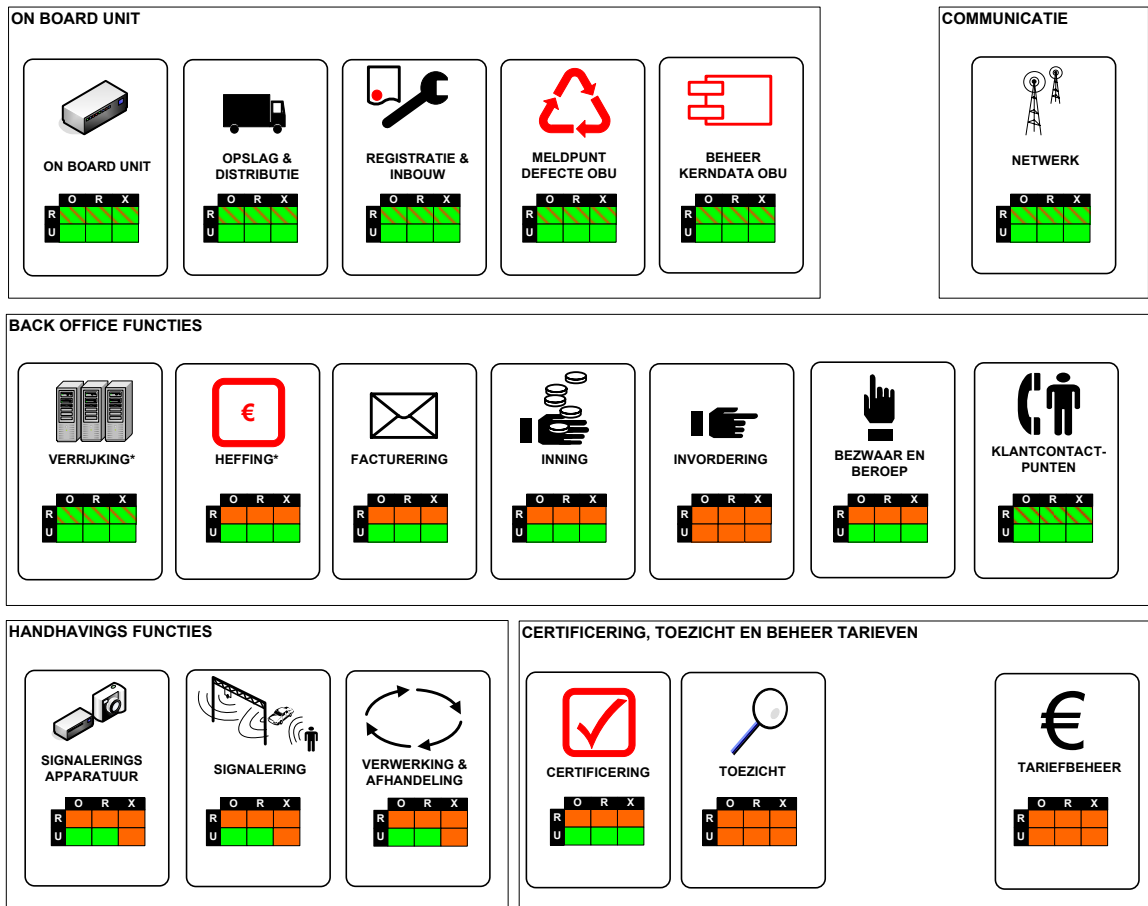 ON BOARD UNIT
COMMUNICATIE
ON BOARD UNIT
O R X
R
U
OPSLAG &
DISTRIBUTIE
O R X
R
U
REGISTRATIE &
INBOUW
O R X
R
U
MELDPUNT
DEFECTE OBU
O R X
R
U
BEHEER
KERNDATA OBU
O R X
R
U
NETWERK
O R X
R
U
BACK OFFICE FUNCTIES
VERRIJKING*
O R X
R
U
€
HEFFING*
O R X
R
U
FACTURERING
O R X
R
U
INNING
O R X
R
U
INVORDERING
O R X
R
U
BEZWAAR EN
BEROEP
O R X
R
U
KLANTCONTACT-
PUNTEN
O R X
R
U
HANDHAVINGS FUNCTIES
SIGNALERINGS
APPARATUUR
O R X
R
U
SIGNALERING
O R X
R
U
VERWERKING &
AFHANDELING
O R X
R
U
CERTIFICERING, TOEZICHT EN BEHEER TARIEVEN
CERTIFICERING
O R X
R
U
TOEZICHT
O R X
R
U
€
TARIEFBEHEER
O R X
R
U